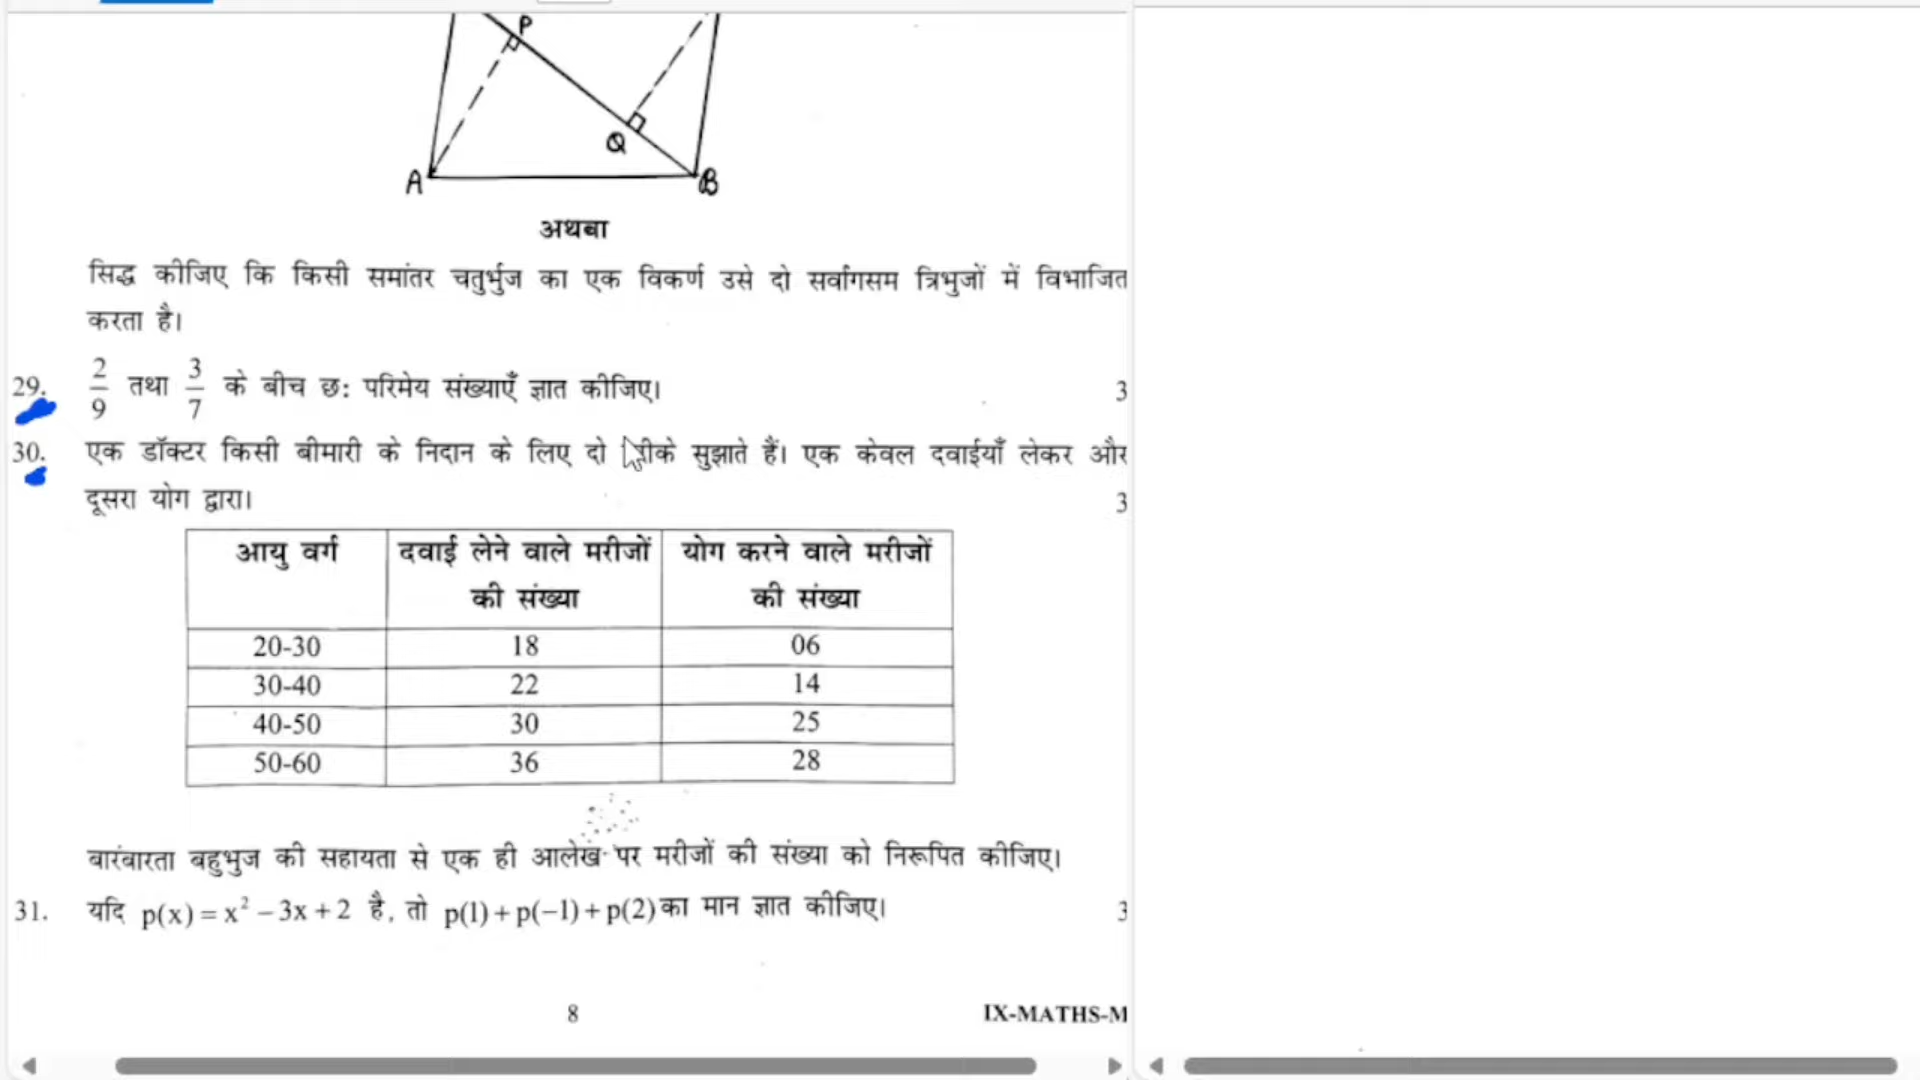 P
Q
A
B
अथवा
सिद्ध कीजिए कि किसी समांतर चतुर्भुज का एक विकर्ण उसे दो सर्वांगसम त्रिभुजों में विभाजित
करता है।
29. 2/9 तथा 3/7 के बीच छः परिमेय संख्याएँ ज्ञात कीजिए। 3
30. एक डॉक्टर किसी बीमारी के निदान के लिए दो सुझाते हैं। एक केवल दवाईयाँ लेकर और
दूसरा योग द्वारा। 3
आयु वर्ग दवाई लेने वाले मरीजों योग करने वाले मरीजों
की संख्या की संख्या
20-30 18 06
30-40 22 14
40-50 30 25
50-60 36 28
बारंबारता बहुभुज की सहायता से एक ही आलेख पर मरीजों की संख्या को निरूपित कीजिए।
31. यदि p(x) = x² – 3x + 2 है, तो p(1) + p(–1) + p(2) का मान ज्ञात कीजिए। 3
8 IX-MATHS-M